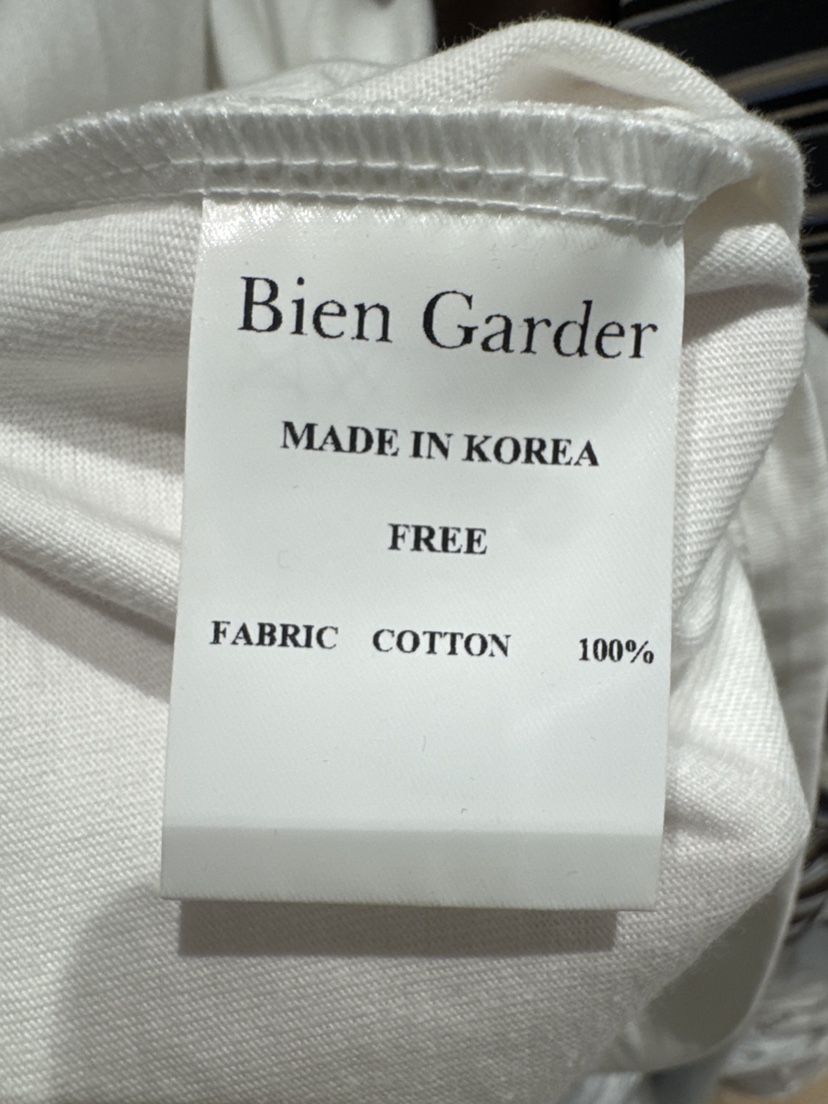 Bien Garder
MADE IN KOREA
FREE
FABRIC COTTON 100%